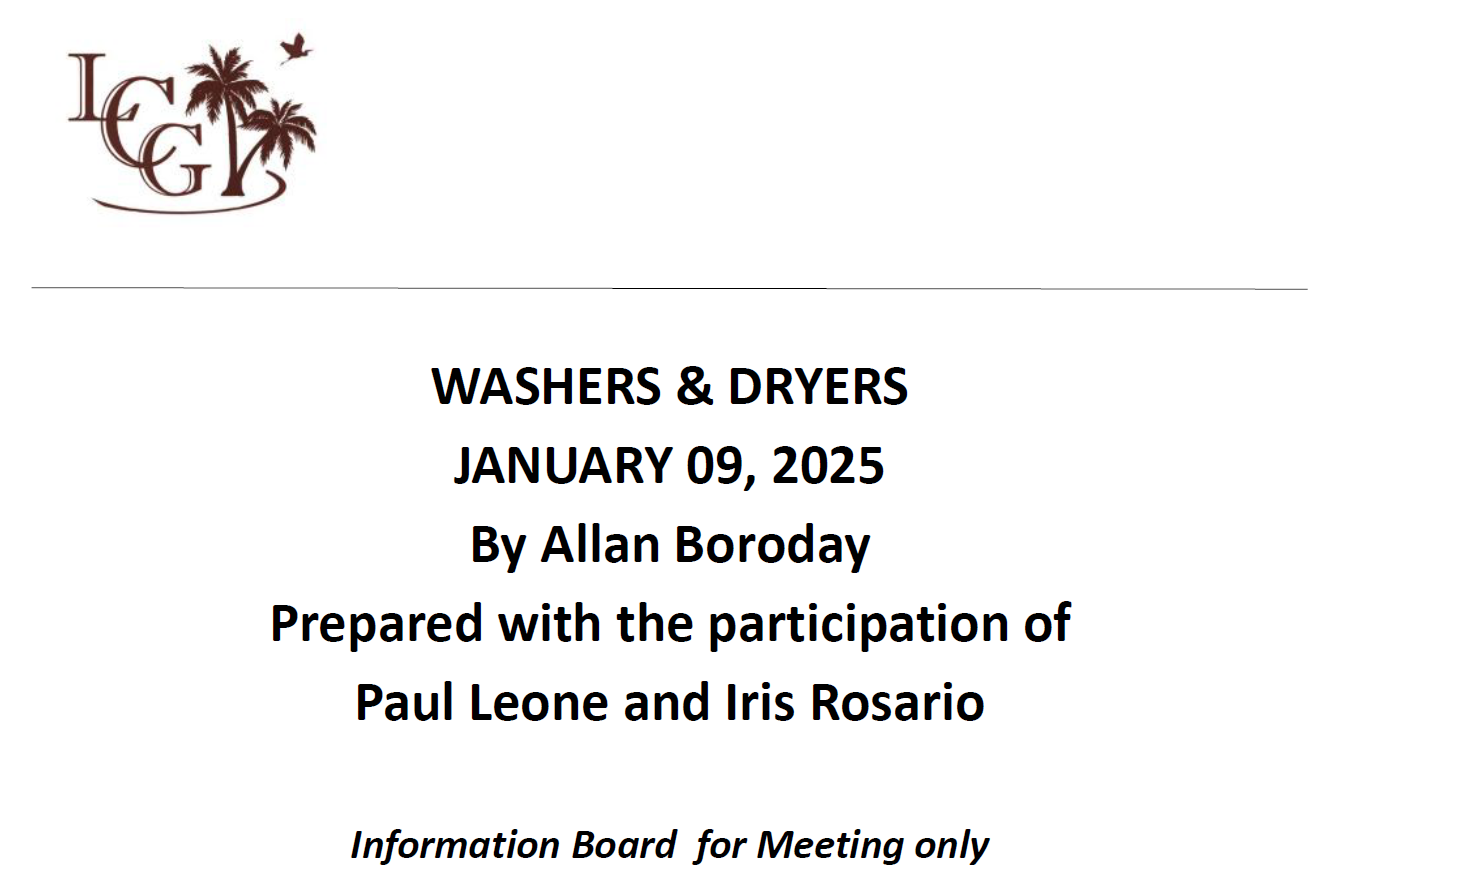 LCG
WASHERS & DRYERS
JANUARY 09, 2025
By Allan Boroday
Prepared with the participation of
Paul Leone and Iris Rosario
Information Board for Meeting only